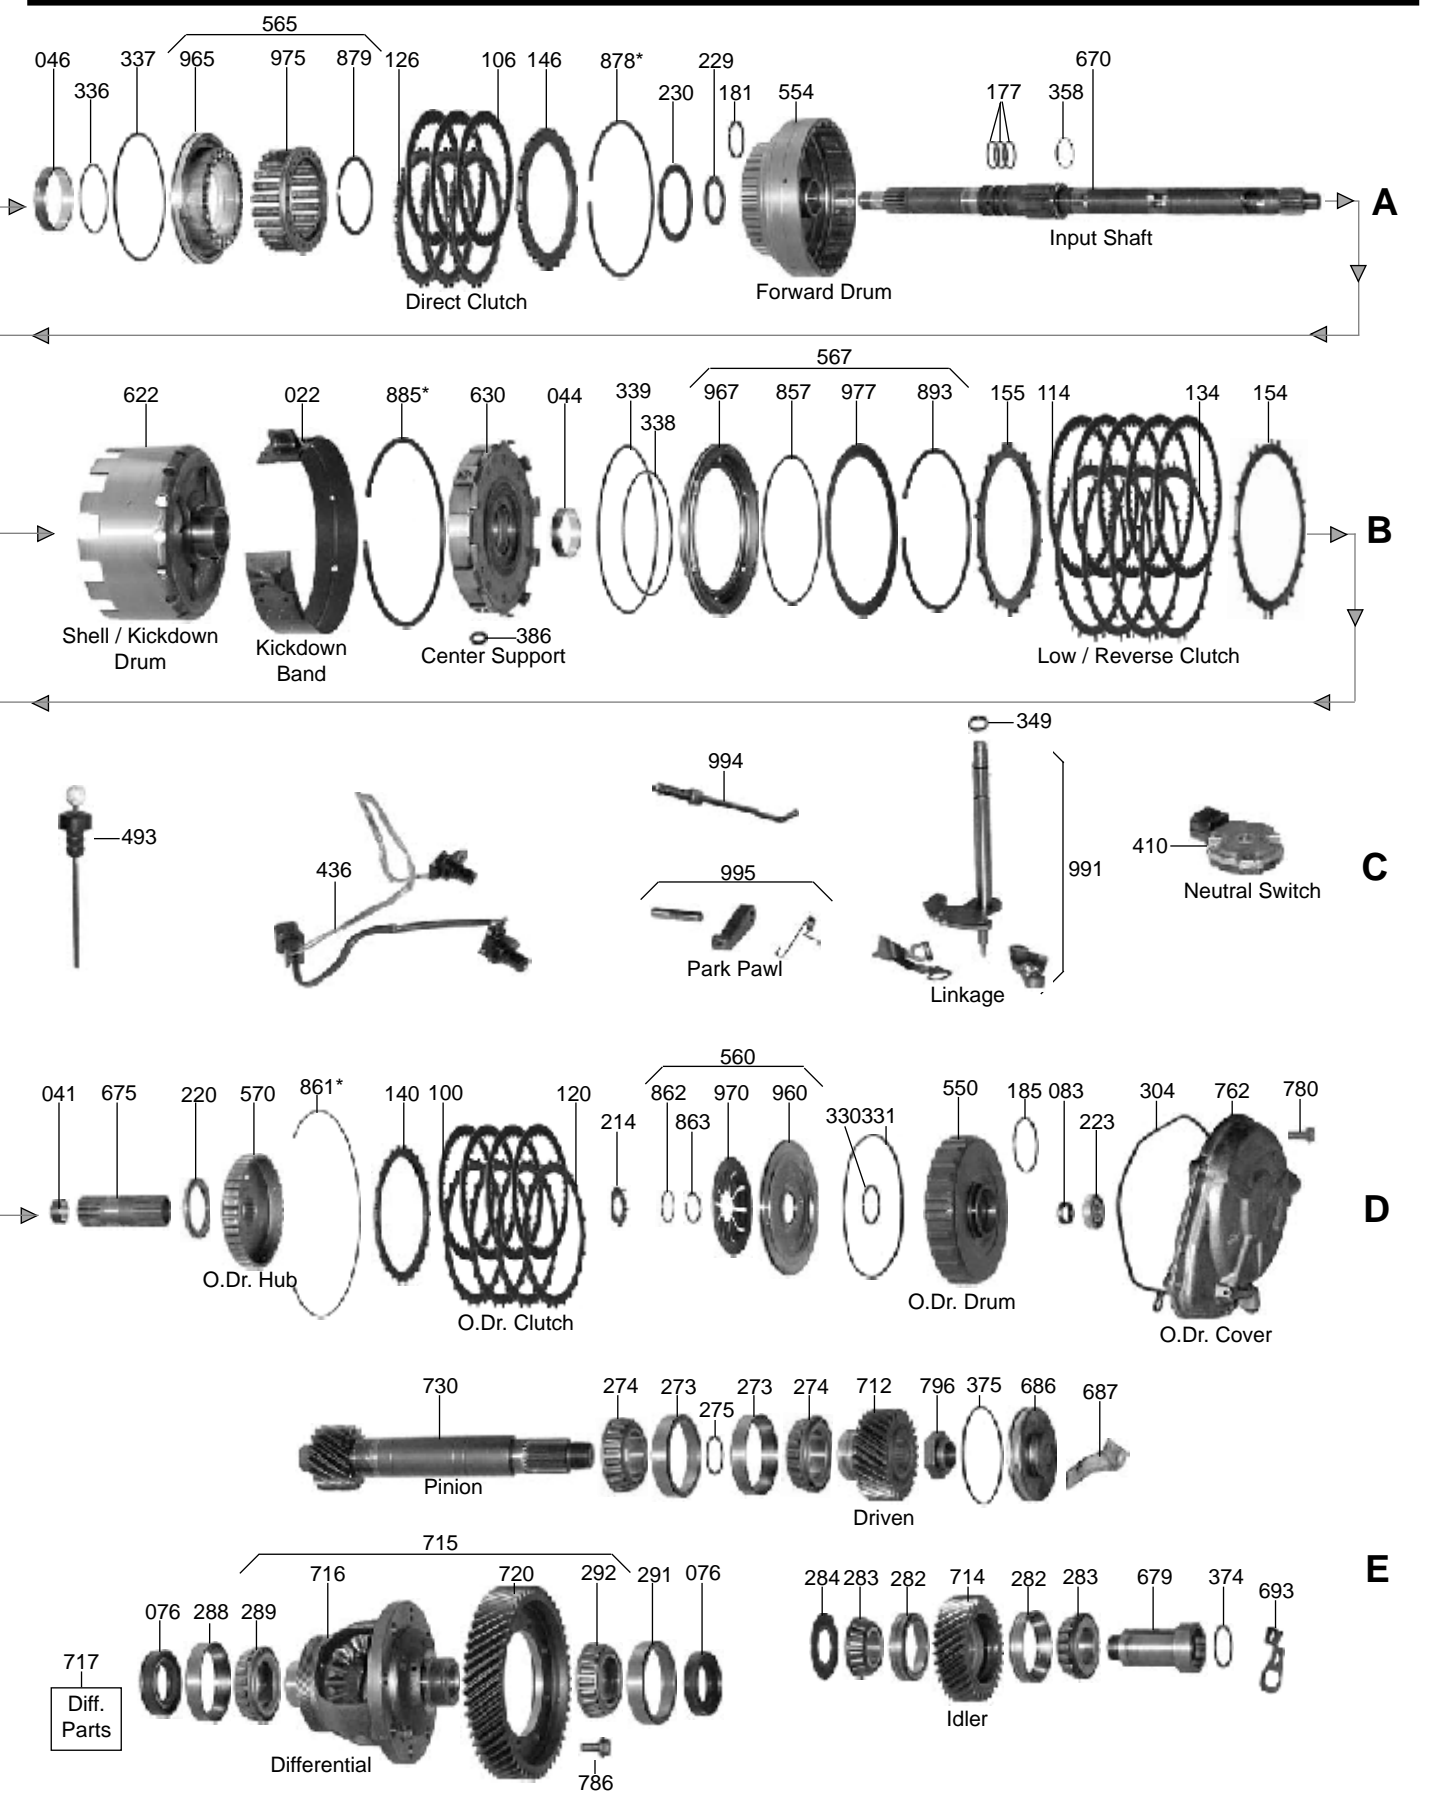 565
046 337 965 975 879 126 106 146 878* 229 670
336 230 181 554 177 358
A
Input Shaft
Direct Clutch Forward Drum
567
622 022 885* 630 044 339 967 857 977 893 155 114 134 154
338
B
386
Shell / Kickdown
Drum
Kickdown
Band
Center Support
Low / Reverse Clutch
349
994
493
410
436 995 991
C
Neutral Switch
Park Pawl
Linkage
560
041 675 220 570 861* 140 100 120 862 970 960 550 185 083 304 762 780
214 863 330 331 223
D
O.Dr. Hub
O.Dr. Drum
O.Dr. Clutch
O.Dr. Cover
730 274 273 273 274 712 796 375 686 687
275
Pinion
Driven
715
E
716 720 292 291 076 284 283 282 714 282 283 679 374 693
076 288 289
717
Diff.
Parts
Idler
Differential
786